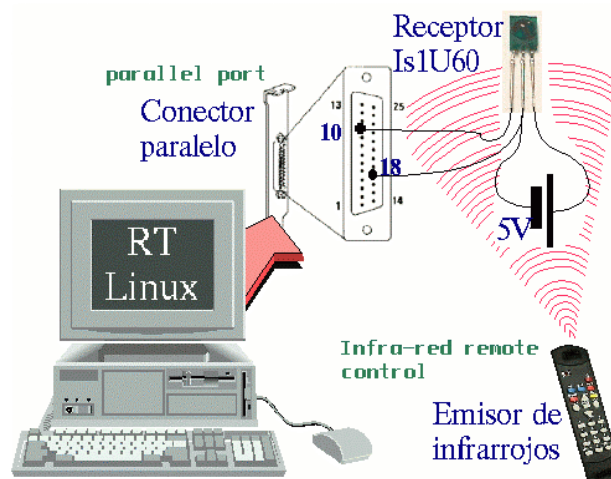 Receptor
Is1U60
parallel port
Conector
paralelo
13
25
10
18
1
14
5V
RT
Linux
Infra-red remote
control
Emisor de
infrarrojos